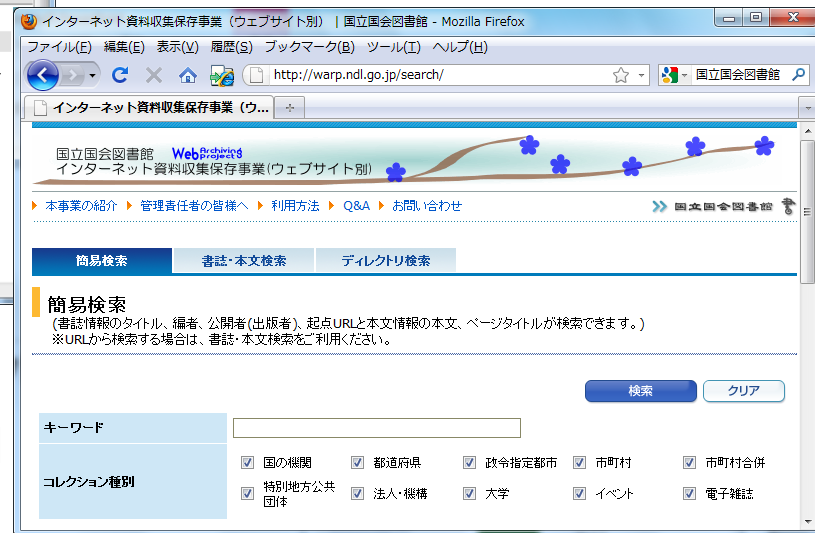 インターネット資料収集保存事業（ウェブサイト別） | 国立国会図書館 - Mozilla Firefox
ファイル(F) 編集(E) 表示(V) 履歴(S) ブックマーク(B) ツール(T) ヘルプ(H)
http://warp.ndl.go.jp/search/ 国立国会図書館
インターネット資料収集保存事業（ウ...
国立国会図書館 Web Archiving Projects
インターネット資料収集保存事業(ウェブサイト別)
本事業の紹介 管理責任者の皆様へ 利用方法 Q&A お問い合わせ 国立国会図書館
簡易検索 書誌・本文検索 ディレクトリ検索
簡易検索
(書誌情報のタイトル、編者、公開者(出版者)、起点URLと本文情報の本文、ページタイトルが検索できます。)
※URLから検索する場合は、書誌・本文検索をご利用ください。
検索 クリア
キーワード
コレクション種別
国の機関 都道府県 政令指定都市 市町村 市町村合併
特別地方公共団体 法人・機構 大学 イベント 電子雑誌